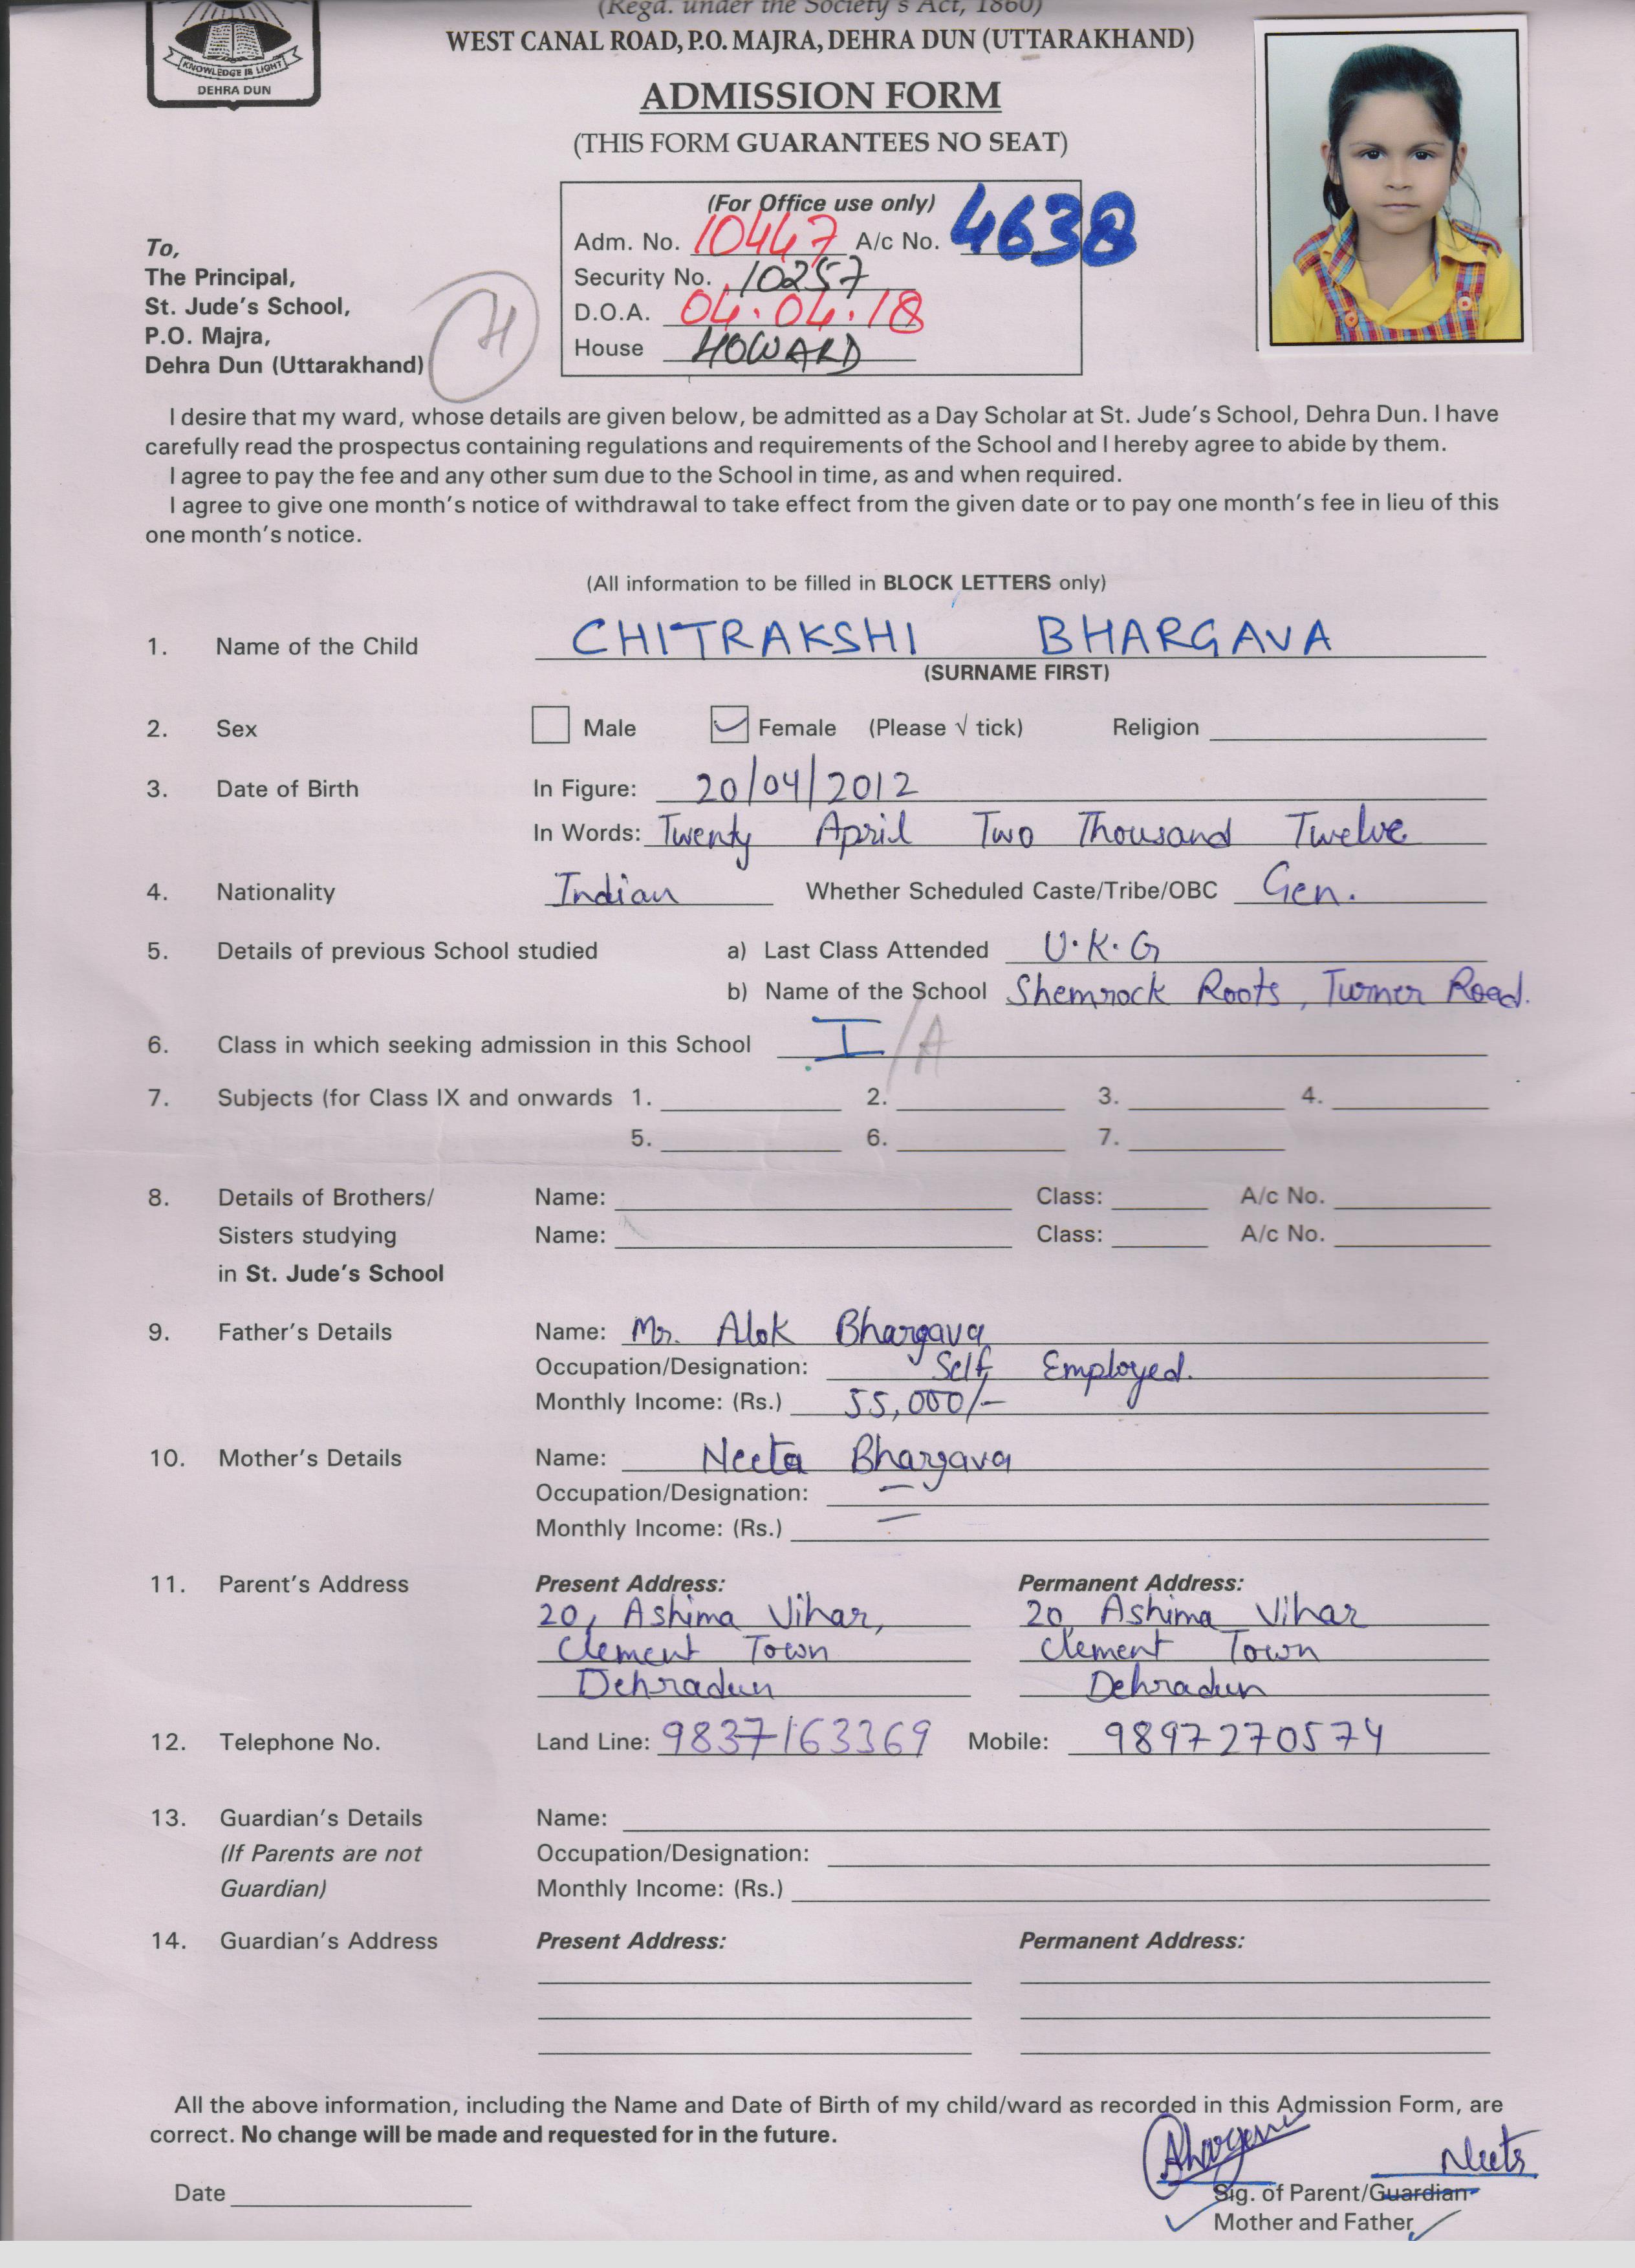 (Regd. under the Society's Act, 1860)
WEST CANAL ROAD, P.O. MAJRA, DEHRA DUN (UTTARAKHAND)
KNOWLEDGE IS LIGHT
DEHRA DUN
ADMISSION FORM
(THIS FORM GUARANTEES NO SEAT)
(For Office use only)
Adm. No. 10447 A/c No. 4638
Security No. 10257
D.O.A. 04.04.18
House HOWARD
To,
The Principal,
St. Jude's School,
P.O. Majra,
Dehra Dun (Uttarakhand)
H
I desire that my ward, whose details are given below, be admitted as a Day Scholar at St. Jude's School, Dehra Dun. I have
carefully read the prospectus containing regulations and requirements of the School and I hereby agree to abide by them.
I agree to pay the fee and any other sum due to the School in time, as and when required.
I agree to give one month's notice of withdrawal to take effect from the given date or to pay one month's fee in lieu of this
one month's notice.
(All information to be filled in BLOCK LETTERS only)
1. Name of the Child CHITRAKSHI BHARGAVA
(SURNAME FIRST)
2. Sex Male Female (Please √ tick) Religion
3. Date of Birth In Figure: 20/04/2012
In Words: Twenty April Two Thousand Twelve
4. Nationality Indian Whether Scheduled Caste/Tribe/OBC Gen.
5. Details of previous School studied a) Last Class Attended U.K.G
b) Name of the School Shemrock Roots, Turner Road.
6. Class in which seeking admission in this School I/A
7. Subjects (for Class IX and onwards 1. 2. 3. 4.
5. 6. 7.
8. Details of Brothers/ Name: Class: A/c No.
Sisters studying Name: Class: A/c No.
in St. Jude's School
9. Father's Details Name: Mr. Alok Bhargava
Occupation/Designation: Self Employed.
Monthly Income: (Rs.) 55,000/-
10. Mother's Details Name: Neeta Bhargava
Occupation/Designation: —
Monthly Income: (Rs.) —
11. Parent's Address Present Address: Permanent Address:
20, Ashima Vihar, 20, Ashima Vihar
Clement Town Clement Town
Dehradun Dehradun
12. Telephone No. Land Line: 9837163369 Mobile: 9897270574
13. Guardian's Details Name:
(If Parents are not Occupation/Designation:
Guardian) Monthly Income: (Rs.)
14. Guardian's Address Present Address: Permanent Address:
All the above information, including the Name and Date of Birth of my child/ward as recorded in this Admission Form, are
correct. No change will be made and requested for in the future.
Bhargava Neeta
Date Sig. of Parent/Guardian
Mother and Father